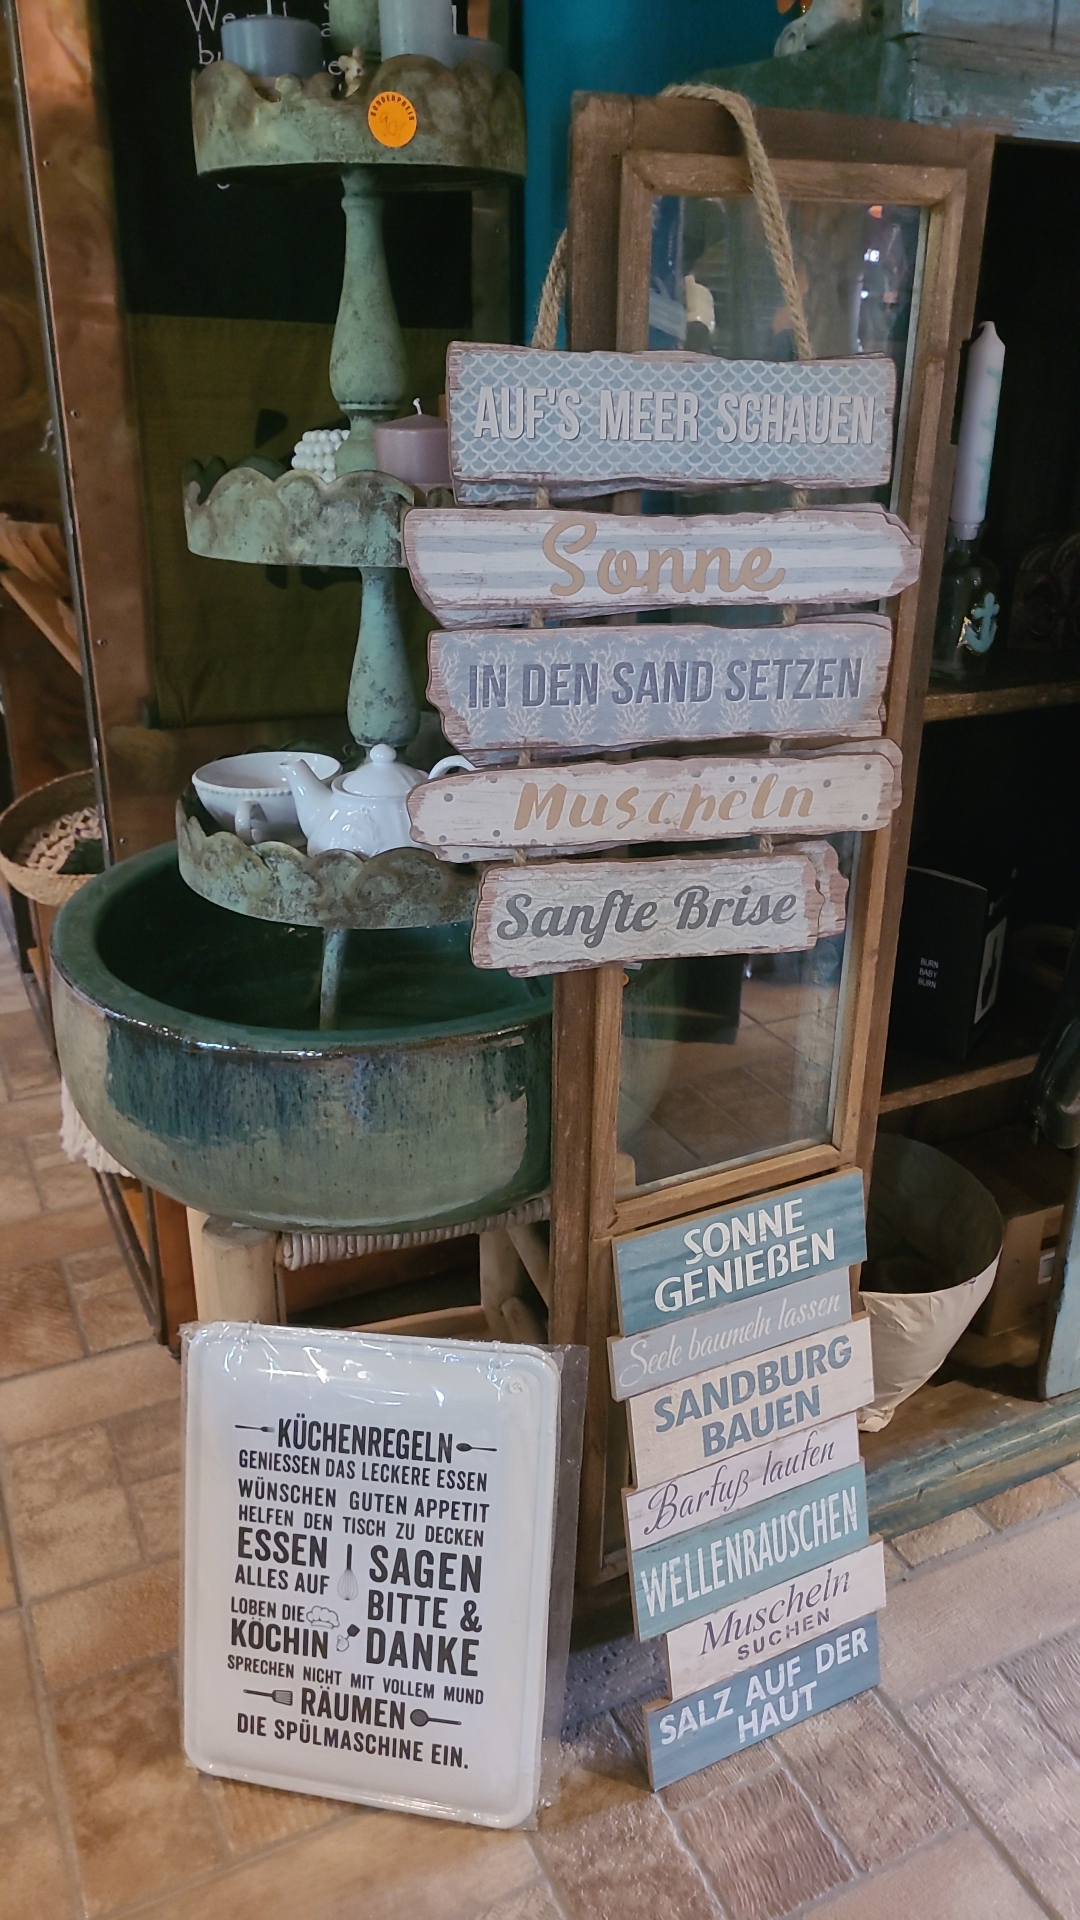 SONDERPREIS
AUF'S MEER SCHAUEN
Sonne
IN DEN SAND SETZEN
Muscheln
Sanfte Brise
BURN
BABY
BURN
SONNE
GENIEßEN
Seele baumeln lassen
SANDBURG
BAUEN
Barfuß laufen
WELLENRAUSCHEN
Muscheln
SUCHEN
SALZ AUF DER
HAUT
KÜCHENREGELN
GENIESSEN DAS LECKERE ESSEN
WÜNSCHEN GUTEN APPETIT
HELFEN DEN TISCH ZU DECKEN
ESSEN
ALLES AUF
SAGEN
BITTE &
DANKE
LOBEN DIE
KÖCHIN
SPRECHEN NICHT MIT VOLLEM MUND
RÄUMEN
DIE SPÜLMASCHINE EIN.